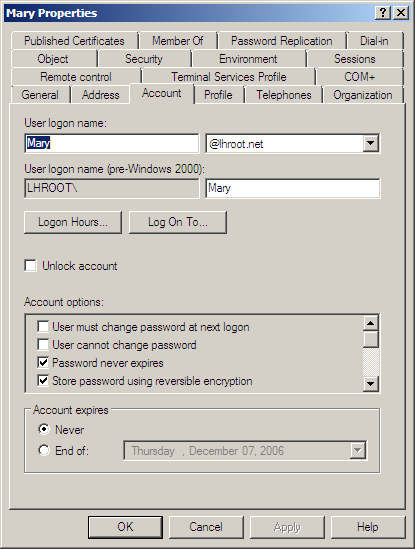 Mary Properties
Published Certificates Member Of Password Replication Dial-in
Object Security Environment Sessions
Remote control Terminal Services Profile COM+
General Address Account Profile Telephones Organization
User logon name:
Mary @lhroot.net
User logon name (pre-Windows 2000):
LHROOT\ Mary
Logon Hours... Log On To...
Unlock account
Account options:
User must change password at next logon
User cannot change password
Password never expires
Store password using reversible encryption
Account expires
Never
End of: Thursday , December 07, 2006
OK Cancel Apply Help